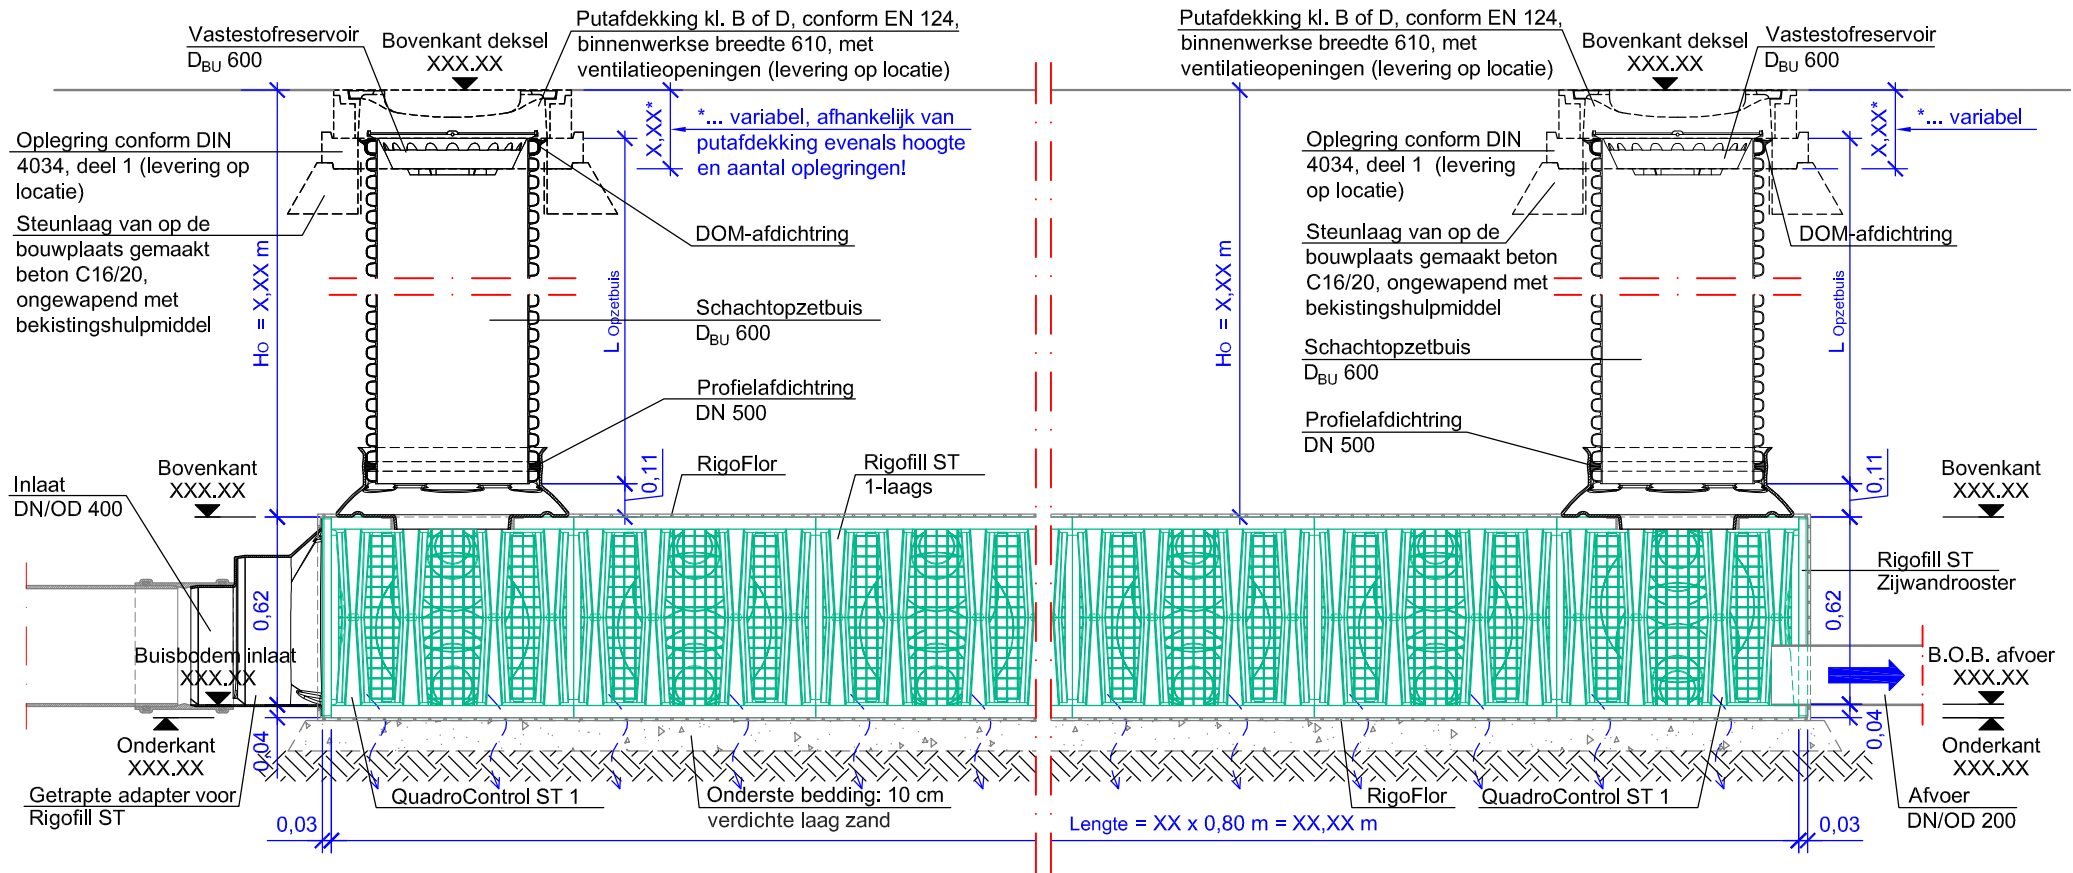 Vastestofreservoir
DBU 600
Bovenkant deksel
XXX.XX
Putafdekking kl. B of D, conform EN 124,
binnenwerkse breedte 610, met
ventilatieopeningen (levering op locatie)
Putafdekking kl. B of D, conform EN 124,
binnenwerkse breedte 610, met
ventilatieopeningen (levering op locatie)
Bovenkant deksel
XXX.XX
Vastestofreservoir
DBU 600
Oplegring conform DIN
4034, deel 1 (levering op
locatie)
Steunlaag van op de
bouwplaats gemaakt
beton C16/20,
ongewapend met
bekistingshulpmiddel
Ho = X,XX m
X,XX*
*... variabel, afhankelijk van
putafdekking evenals hoogte
en aantal oplegringen!
DOM-afdichtring
L Opzetbuis
Schachtopzetbuis
DBU 600
Profielafdichtring
DN 500
0,11
Ho = X,XX m
Oplegring conform DIN
4034, deel 1 (levering
op locatie)
Steunlaag van op de
bouwplaats gemaakt beton
C16/20, ongewapend met
bekistingshulpmiddel
Schachtopzetbuis
DBU 600
Profielafdichtring
DN 500
X,XX*
*... variabel
DOM-afdichtring
L Opzetbuis
0,11
Inlaat
DN/OD 400
Bovenkant
XXX.XX
RigoFlor
Rigofill ST
1-laags
Bovenkant
XXX.XX
Rigofill ST
Zijwandrooster
0,62
0,62
Buisbodem inlaat
XXX.XX
B.O.B. afvoer
XXX.XX
Onderkant
XXX.XX
0,04
0,04
Onderkant
XXX.XX
Getrapte adapter voor
Rigofill ST
QuadroControl ST 1
Onderste bedding: 10 cm
verdichte laag zand
RigoFlor
QuadroControl ST 1
Afvoer
DN/OD 200
0,03
Lengte = XX x 0,80 m = XX,XX m
0,03